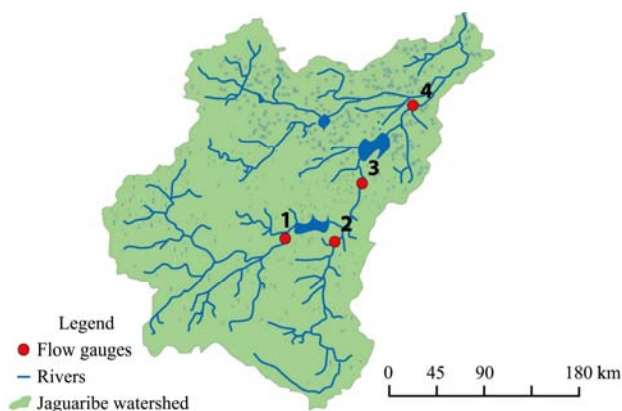 4
3
1 2
Legend
Flow gauges
Rivers
Jaguaribe watershed
0 45 90 180 km